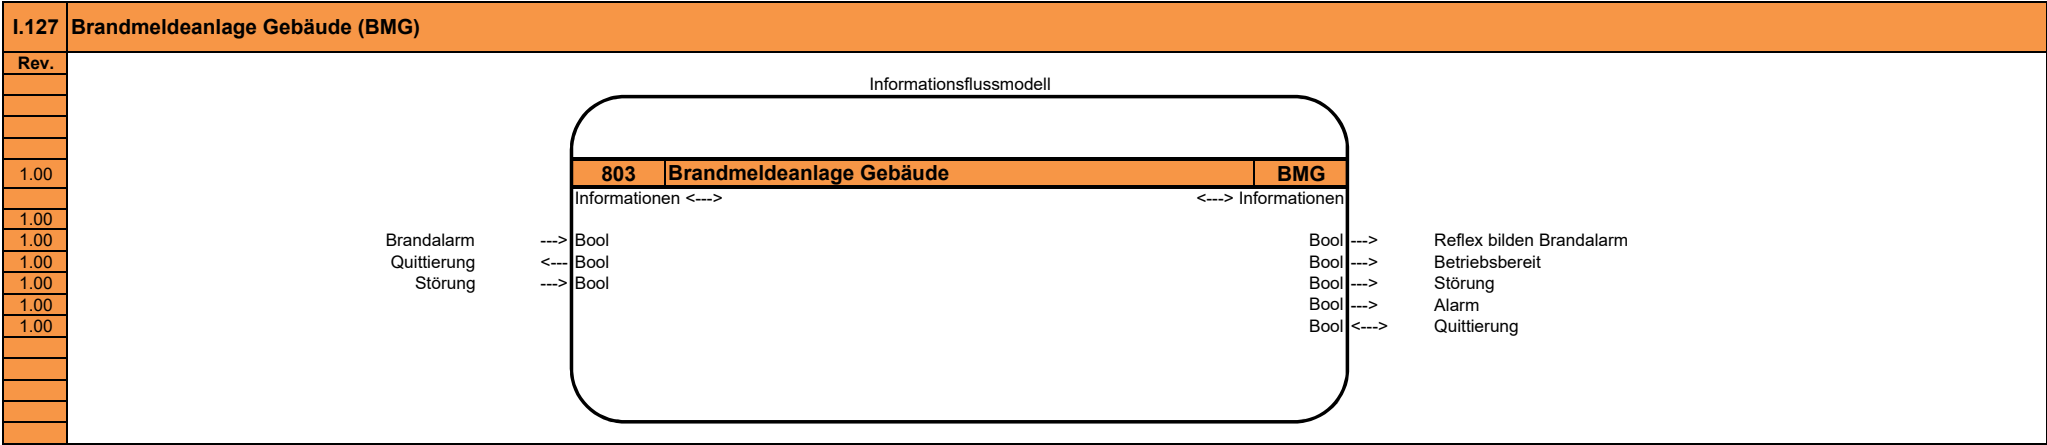 I.127 Brandmeldeanlage Gebäude (BMG)
Rev.
Informationsflussmodell
1.00 803 Brandmeldeanlage Gebäude BMG
Informationen <---> <---> Informationen
1.00
1.00 Brandalarm ---> Bool Bool ---> Reflex bilden Brandalarm
1.00 Quittierung <--- Bool Bool ---> Betriebsbereit
1.00 Störung ---> Bool Bool ---> Störung
1.00 Bool ---> Alarm
1.00 Bool <---> Quittierung